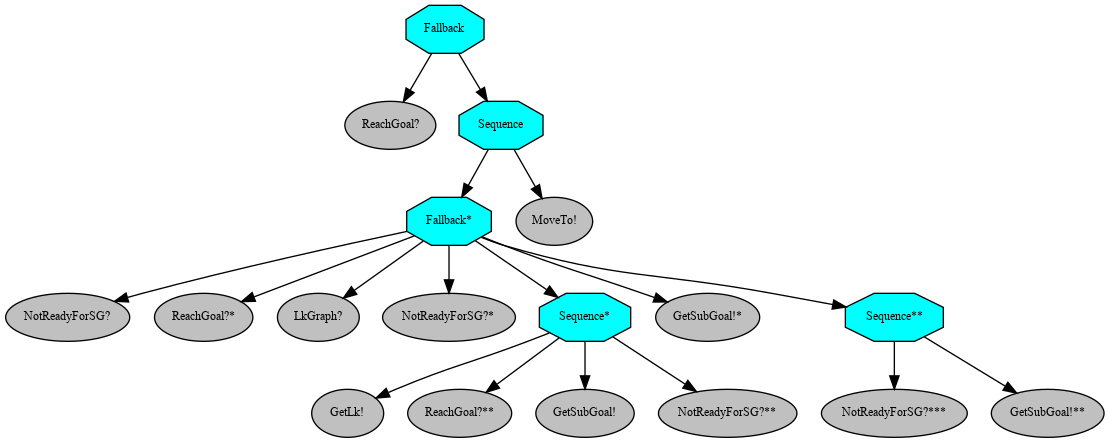 Fallback
ReachGoal?
Sequence
Fallback*
MoveTo!
NotReadyForSG?
ReachGoal?*
LkGraph?
NotReadyForSG?*
Sequence*
GetSubGoal!*
Sequence**
GetLk!
ReachGoal?**
GetSubGoal!
NotReadyForSG?**
NotReadyForSG?***
GetSubGoal!**